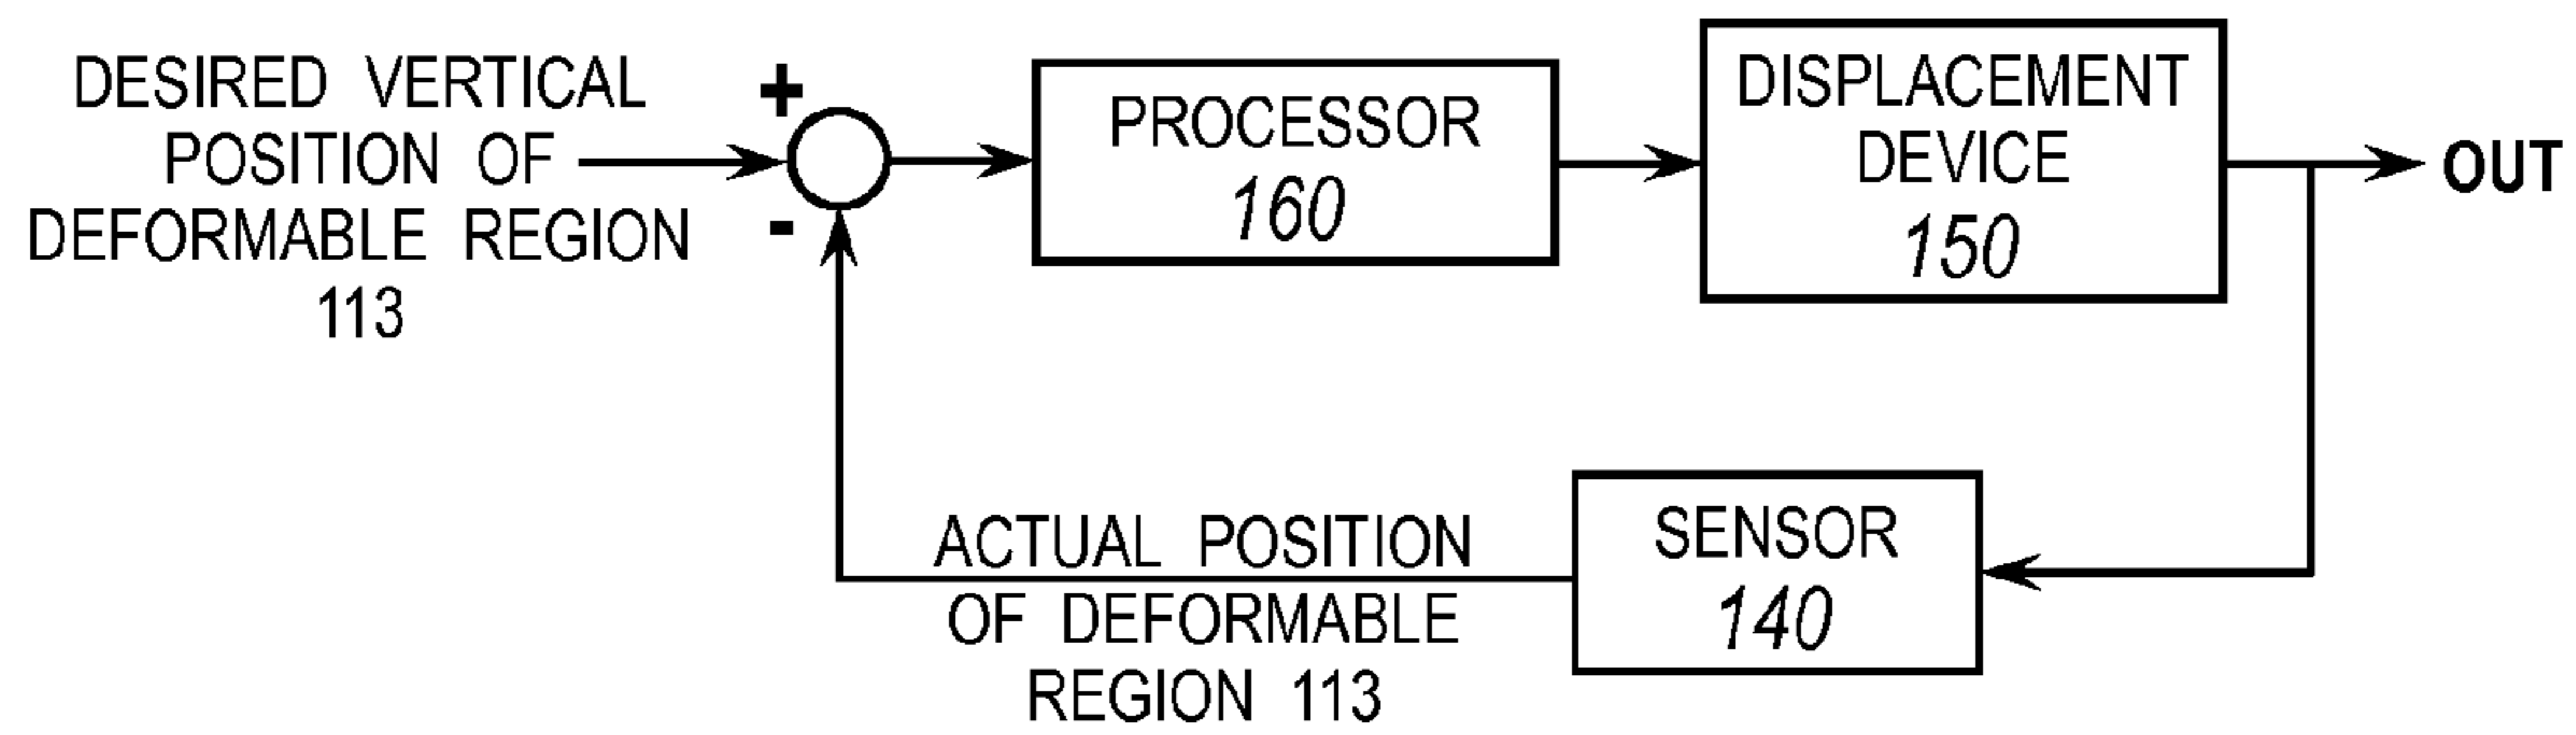 DESIRED VERTICAL
POSITION OF
DEFORMABLE REGION
113
+
-
PROCESSOR
160
DISPLACEMENT
DEVICE
150
OUT
SENSOR
140
ACTUAL POSITION
OF DEFORMABLE
REGION 113